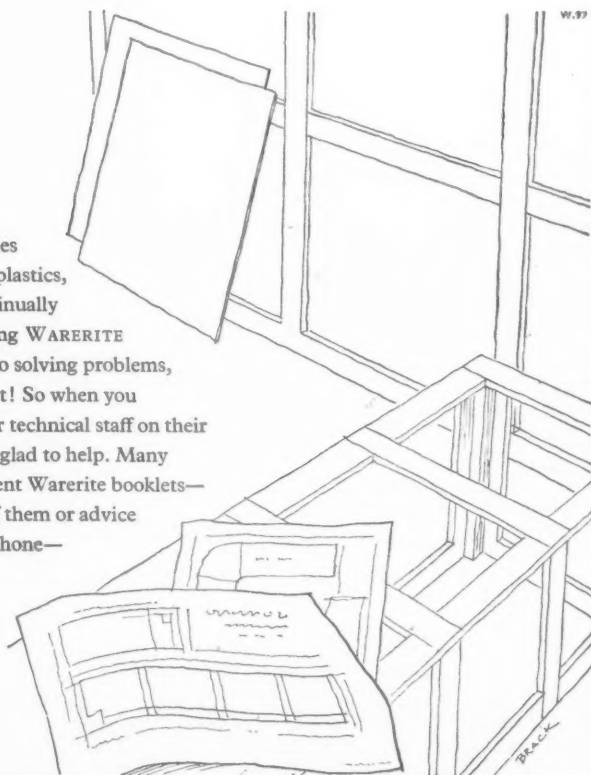 W.97
es
plastics,
inually
ng WARERITE
o solving problems,
t! So when you
r technical staff on their
glad to help. Many
ent Warerite booklets—
f them or advice
hone—
BRACK